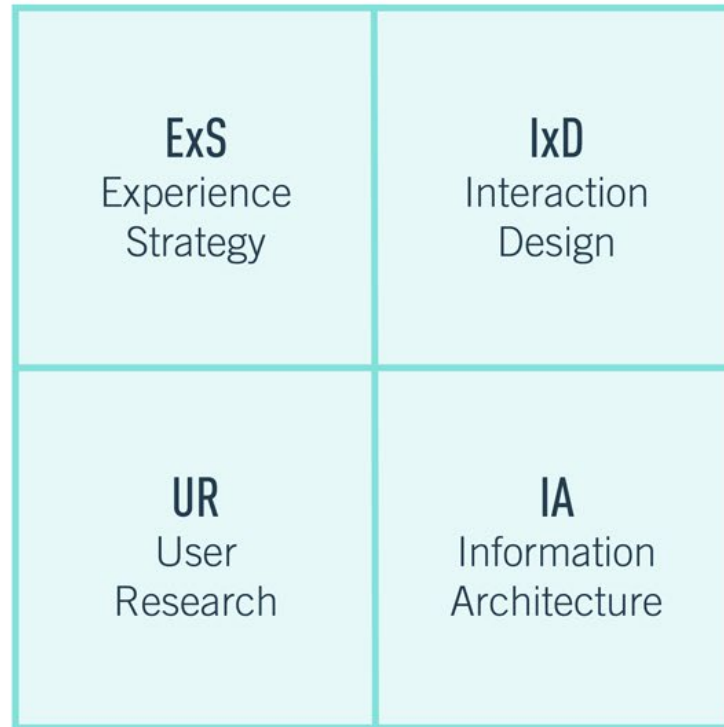 ExS
Experience
Strategy
IxD
Interaction
Design
UR
User
Research
IA
Information
Architecture